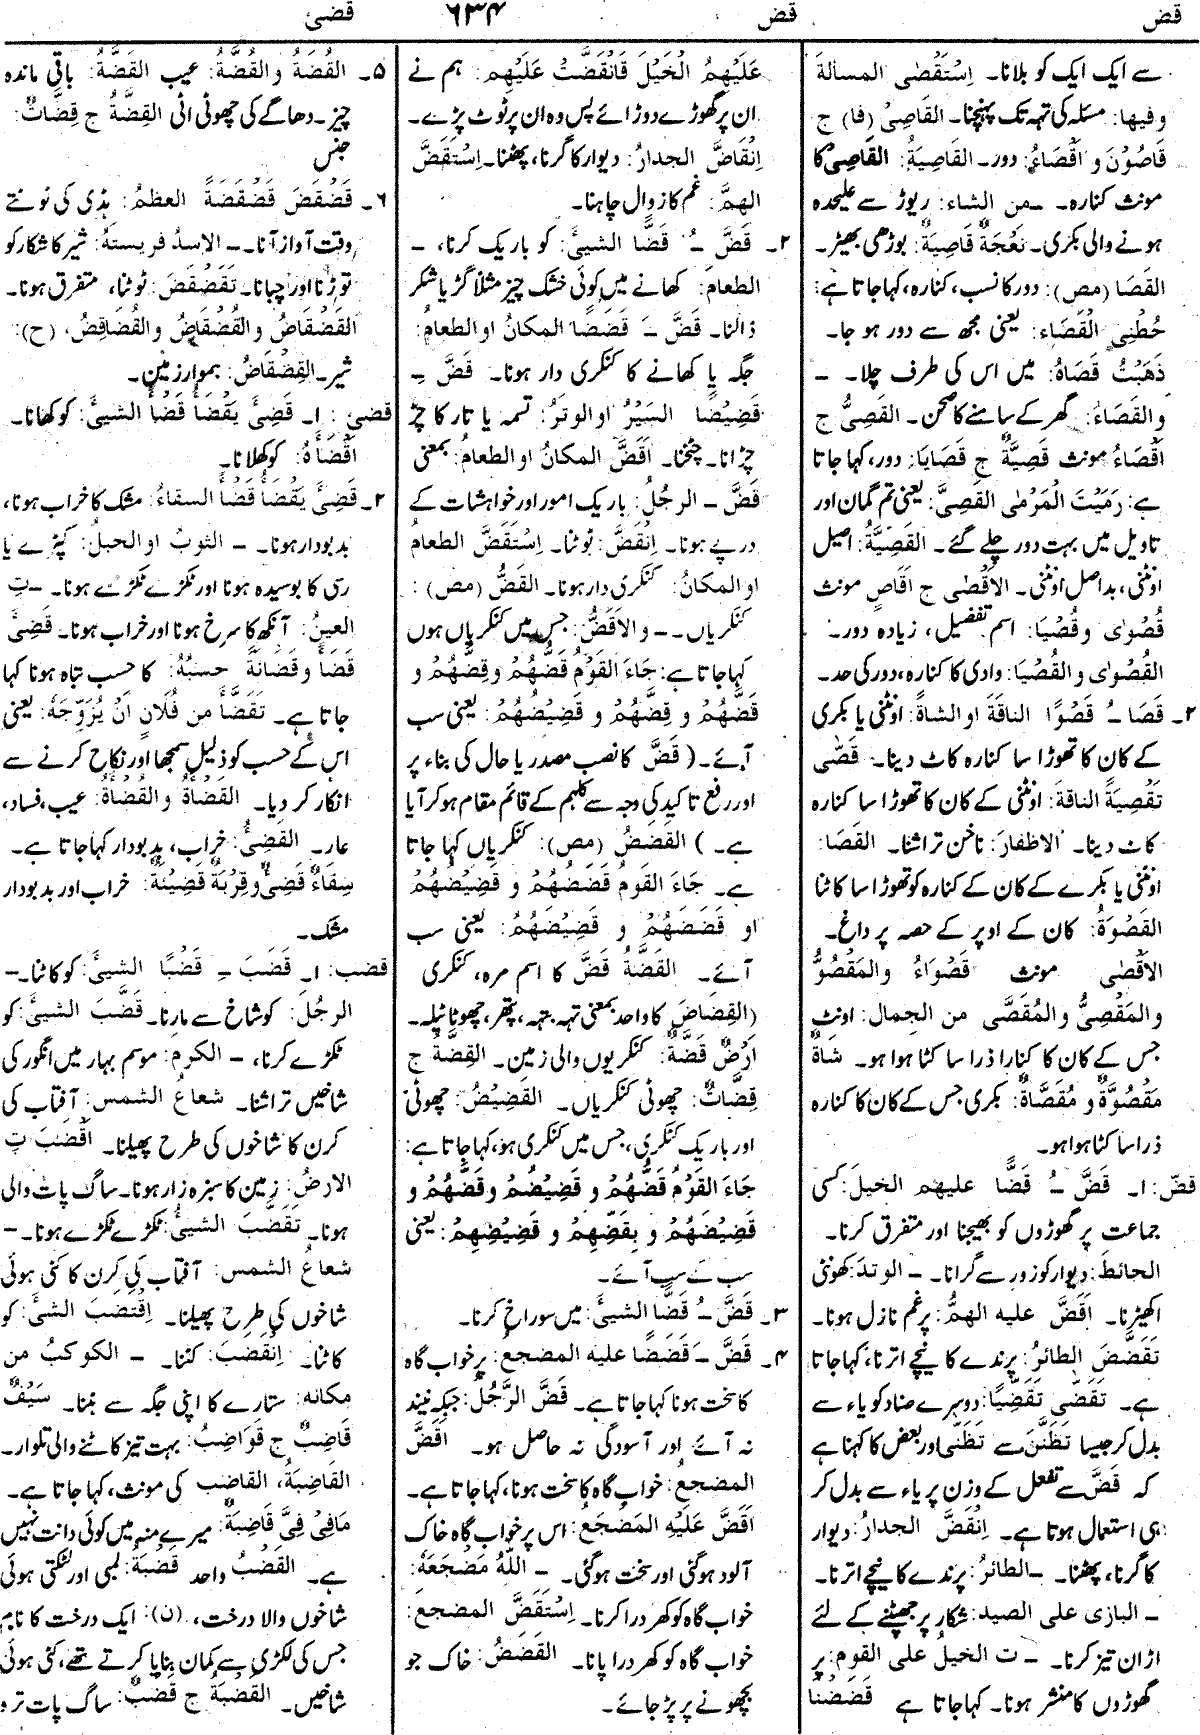 قض
قض
۶۳۴
قضئ
سے ایک ایک کو بلانا۔ اِسْتَقْصٰی المسالۃَ
وفیھا: مسئلہ کی تہہ تک پہنچنا۔ القَاصِیْ (فا) ج
قَاصُوْنَ وَ اَقْصَاءٌ: دور۔ القَاصِیَۃُ: القَاصِیْ کا
مونث کنارہ۔ ۔من الشاء: ریوڑ سے علیحدہ
ہونے والی بکری۔ نَعْجَۃٌ قَاصِیَۃٌ: بوڑھی بھیڑ۔
القَصَا (مص): دور کا نسب، کنارہ، کہا جاتا ہے:
حُطْنِی الْقَصَاء: یعنی مجھ سے دور ہو جا۔
ذَھَبْتُ قَصَاہُ: میں اس کی طرف چلا۔ ۔
والقَصَاءُ: گھر کے سامنے کا صحن۔ القَصِیُّ ج
اَقْصَاءٌ مونث قَصِیَّۃٌ ج قَصَایَا: دور، کہا جاتا
ہے: رَمَیْتَ الْمَرْمٰی القَصِیَّ: یعنی تم گمان اور
تاویل میں بہت دور چلے گئے۔ القَصِیَّۃُ: اصیل
اونٹنی، بداصل اونٹنی۔ الاَقْصٰی ج اَقَاصٍ مونث
قُصْوٰی وقُصْیَا: اسم تفضیل، زیادہ دور۔
القُصْوٰی والقُصْیَا: وادی کا کنارہ، دور کی حد۔
۲۔ قَصَا ـُ قَصْوًا الناقۃَ او الشاۃَ: اونٹنی یا بکری
کے کان کا تھوڑا سا کنارہ کاٹ دینا۔ قَصّٰی
تَقْصِیَۃً الناقۃَ: اونٹنی کے کان کا تھوڑا سا کنارہ
کاٹ دینا۔ الاظفارَ: ناخن تراشنا۔ القَصَا:
اونٹنی یا بکرے کے کان کے کنارہ کو تھوڑا سا کاٹنا
القَصْوَۃُ: کان کے اوپر کے حصہ پر داغ۔
الاَقْصٰی مونث قَصْوَاءُ والمَقْصُوُّ
والمَقْصِیُّ والمُقَصَّی من الجمال: اونٹ
جس کے کان کا کنارا ذرا سا کٹا ہوا ہو۔ شَاۃٌ
مَقْصُوَّۃٌ وَ مُقَصَّاۃٌ: بکری جس کے کان کا کنارہ
ذرا سا کٹا ہوا ہو۔
قضّ: ۱۔ قَضَّ ـُ قَضًّا علیھم الخیلَ: کسی
جماعت پر گھوڑوں کو بھیجنا اور متفرق کرنا۔
الحائطَ: دیوار کو زور سے گرانا۔ ۔ الوتدَ: کھونٹی
اکھیڑنا۔ اَقَضَّ علیہ الھمُّ: پر غم نازل ہونا۔
تَقَضَّضَ الطائرُ: پرندے کا نیچے اترنا، کہا جاتا
ہے۔ تَقَضّٰی تَقَضِّیًا: دوہرے ضاد کو یاء سے
بدل کر جیسا تَظَنَّنَ سے تَظَنّٰی اور بعض کا کہنا ہے
کہ قَضَّ سے تفعل کے وزن پر یاء سے بدل کر
ہی استعمال ہوتا ہے۔ اِنْقَضَّ الجدارُ: دیوار
کا گرنا، پھٹنا۔ ۔الطائرُ: پرندے کا نیچے اترنا۔
۔ البازی علی الصید: شکار پر جھپٹنے کے لئے
اڑان تیز کرنا۔ ۔ ت الخیلُ علی القوم: پر
گھوڑوں کا منتشر ہونا۔ کہا جاتا ہے قَضَضْنَا
عَلَیْھِمُ الْخَیْلَ فَانْقَضَّتْ عَلَیْھِم: ہم نے
ان پر گھوڑے دوڑائے پس وہ ان پر ٹوٹ پڑے۔
اِنْقَاضَّ الجدارُ: دیوار کا گرنا، پھٹنا۔ اِسْتَقَضَّ
الھمَّ: غم کا زوال چاہنا۔
۲۔ قَضَّ ـُ قَضًّا الشیئَ: کو باریک کرنا، ۔
الطعامَ: کھانے میں کوئی خشک چیز مثلاً گڑ یا شکر
ڈالنا۔ قَضَّ ـَ قَضَضًا المکانُ او الطعامُ:
جگہ یا کھانے کا کنکری دار ہونا۔ قَضَّ ـِ
قَضِیْضًا السَیْرُ او الوترُ: تسمہ یا تار کا چڑ
چڑانا۔ چٹخنا۔ اَقَضَّ المکانُ او الطعامُ: بمعنی
قَضَّ ۔ الرجُلُ: باریک امور اور خواہشات کے
درپے ہونا۔ اِنْقَضَّ: ٹوٹنا۔ اِسْتَقَضَّ الطعامُ
او المکانُ: کنکری دار ہونا۔ القَضُّ (مص):
کنکریاں۔ ۔ والاَقَضُّ: جس میں کنکریاں ہوں
کہا جاتا ہے: جَاءَ القَوْمُ قَضُّھُمْ وقِضُّھُمْ و
قَضَّھُمْ و قِضَّھُمْ و قَضِیْضُھُمْ: یعنی سب
آئے۔ (قَضَّ کا نصب مصدر یا حال کی بناء پر
اور رفع تاکید کی وجہ سے کلہم کے قائم مقام ہو کر آیا
ہے۔) القَضَضُ (مص): کنکریاں کہا جاتا
ہے۔ جَاءَ القَومُ قَضَضُھُمْ و قَضِیْضُھُمْ
او قَضَضَھُمْ و قَضِیْضَھُمْ: یعنی سب
آئے۔ القَضَّۃُ قَضَّ کا اسم مرہ، کنکری
(القِضَاض کا واحد بمعنی تہہ بتہہ، پتھر، چھوٹا ٹیلہ۔
اَرْضٌ قَضَّۃٌ: کنکریوں والی زمین۔ القِضَّۃُ ج
قِضَّاتٌ: چھوٹی کنکریاں۔ القَضِیْضُ: چھوٹی
اور باریک کنکری، جس میں کنکری ہو، کہا جاتا ہے:
جَاءَ القَوْمُ قَضُّھُمْ و قَضِیْضُھُم وقَضَّھُمْ و
قَضِیْضَھُمْ و بِقَضِّھِمْ و قَضِیْضِھِمْ: یعنی
سب کے سب آئے۔
۳۔ قَضَّ ـُ قَضًّا الشیئَ: میں سوراخ کرنا۔
۴۔ قَضَّ ـَ قَضَضًا علیہ المضجع: پر خواب گاہ
کا سخت ہونا کہا جاتا ہے۔ قَضَّ الرَّجُلُ: جبکہ نیند
نہ آئے اور آسودگی نہ حاصل ہو۔ اَقَضَّ
المضجعُ: خواب گاہ کا سخت ہونا، کہا جاتا ہے۔
اَقَضَّ عَلَیْہِ المَضْجَعُ: اس پر خواب گاہ خاک
آلود ہوگئی اور سخت ہوگئی۔ ۔ اللّٰہُ مَضْجَعَہٗ:
خواب گاہ کو کھردرا کرنا۔ اِسْتَقَضَّ المضجعَ:
خواب گاہ کو کھردرا پانا۔ القَضَضُ: خاک جو
بچھونے پر پڑ جائے۔
۵۔ القُضَۃُ والقُضَّۃُ: عیب القَضَّۃُ: باقی ماندہ
چیز۔ دھاگے کی چھوٹی انٹی القِضَّۃُ ج قِضَّاتٌ:
جنس
۶۔ قَضْقَضَ قَضْقَضَۃً العظمُ: ہڈی کی ٹوٹتے
وقت آواز آنا۔ ۔ الاسدُ فریستہٗ: شیر کا شکار کو
توڑنا اور چبانا۔ تَقَضْقَضَ: ٹوٹنا، متفرق ہونا۔
القَضْقَاضُ والقُضْقَاضُ والقُضَاقِضُ، (ح):
شیر۔ القِضْقَاضُ: ہموار زمین۔
قضیٔ: ۱۔ قَضِیَٔ یَقْضَأُ قَضْأً الشیئَ: کو کھانا۔
اَقْضَأَہُ: کو کھلانا۔
۲۔ قَضِیَٔ یَقْضَأُ قَضَأً السقاءُ: مشک کا خراب ہونا،
بدبودار ہونا۔ ۔ الثوبُ او الحبلُ: کپڑے یا
رسی کا بوسیدہ ہونا اور ٹکڑے ٹکڑے ہونا۔ ۔تِ
العینُ: آنکھ کا سرخ ہونا اور خراب ہونا۔ قَضِیَٔ
قَضَأً وقَضَائَۃً حسبُہٗ: کا حسب تباہ ہونا کہا
جاتا ہے۔ تَقَضَّأَ مِن فُلَانٍ اَنْ یُزَوِّجَہٗ: یعنی
اس کے حسب کو ذلیل سمجھا اور نکاح کرنے سے
انکار کر دیا۔ القَضْأَۃُ والقُضْأَۃُ: عیب، فساد،
عار۔ القَضِیُٔ: خراب، بدبودار کہا جاتا ہے۔
سِقَاءٌ قَضِیٌٔ وقِرْبَۃٌ قَضِئَۃٌ: خراب اور بدبودار
مشک۔
قضب: ۱۔ قَضَبَ ـِ قَضْبًا الشیئَ: کو کاٹنا۔ ۔
الرجُلَ: کو شاخ سے مارنا۔ قَضَّبَ الشیئَ: کو
ٹکڑے کرنا، ۔ الکرمَ: موسم بہار میں انگور کی
شاخیں تراشنا۔ شعاعُ الشمس: آفتاب کی
کرن کا شاخوں کی طرح پھیلنا۔ اَقْضَبَتِ
الارضُ: زمین کا سبزہ زار ہونا۔ ساگ پات والی
ہونا۔ تَقَضَّبَ الشیئُ: ٹکڑے ٹکڑے ہونا۔ ۔
شعاعُ الشمس: آفتاب کی کرن کا کئی ہوئی
شاخوں کی طرح پھیلنا۔ اِقْتَضَبَ الشیئَ: کو
کاٹنا۔ اِنْقَضَبَ: کٹنا۔ ۔ الکوکبُ من
مکانہ: ستارے کا اپنی جگہ سے ہٹنا۔ سَیْفٌ
قَاضِبٌ ج قَوَاضِبُ: بہت تیز کاٹنے والی تلوار۔
القَاضِبَۃُ، القاضب کی مونث، کہا جاتا ہے۔
مَافِیْ فِیَّ قَاضِبَۃٌ: میرے منہ میں کوئی دانت نہیں
ہے۔ القَضْبُ واحد قَضْبَۃٌ: لمبی اور لٹکتی ہوئی
شاخوں والا درخت، (ن): ایک درخت کا نام
جس کی لکڑی سے کمان بنایا کرتے تھے، کٹی ہوئی
شاخیں۔ القَضْبَۃُ ج قَضْبٌ: ساگ پات تروہ